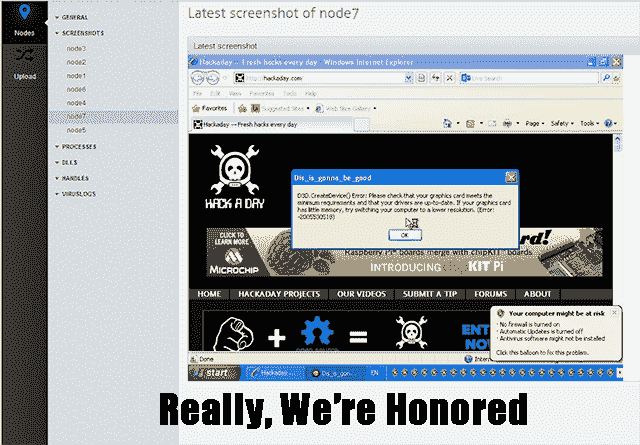 Latest screenshot of node7
Nodes
Upload
GENERAL
SCREENSHOTS
node3
node2
node1
node6
node4
node7
node5
PROCESSES
DLLS
HANDLES
VIRUSLOGS
Latest screenshot
Hackaday — Fresh hacks every day - Windows Internet Explorer
http://hackaday.com/
Live Search
File Edit View Favorites Tools Help
Favorites Suggested Sites Web Slice Gallery
Hackaday — Fresh hacks every day
Page Safety Tools
HACK A DAY
Dis_is_gonna_be_good
D3D.CreateDevice() Error: Please check that your graphics card meets the
minimum requirements and that your drivers are up-to-date. If your graphics card
has little memory, try switching your computer to a lower resolution. (Error:
-2005530518)
OK
CLICK TO
LEARN MORE
MICROCHIP
ard!
Raspberry Pi® boards merge with chipKIT™ boards
INTRODUCING KIT Pi
HOME HACKADAY PROJECTS OUR VIDEOS SUBMIT A TIP FORUMS ABOUT
+ =
ENT
NOW
Your computer might be at risk
· No firewall is turned on
· Automatic Updates is turned off
· Antivirus software might not be installed
Click this balloon to fix this problem.
Done
Intern
start
Hackaday
Dis_is_gon...
EN
Really, We're Honored